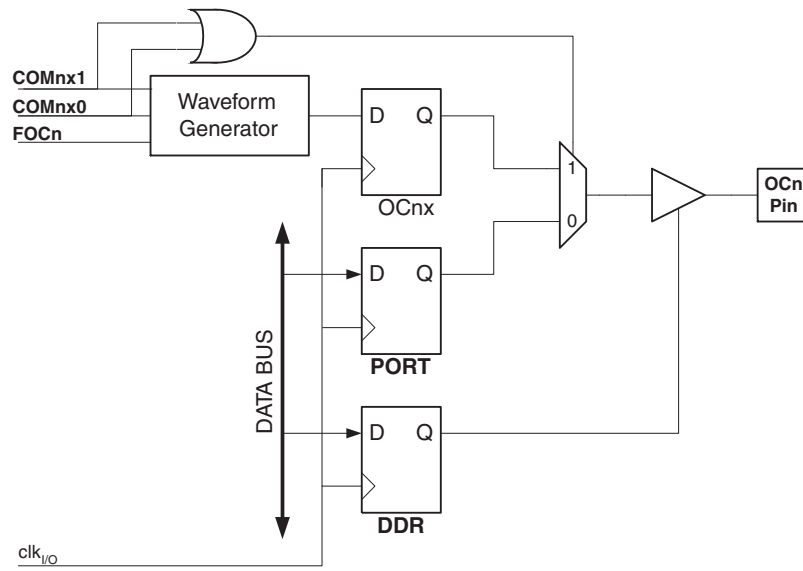 COMnx1
COMnx0
FOCn
Waveform
Generator
D Q
OCnx
1
0
OCn
Pin
D Q
PORT
DATA BUS
D Q
DDR
clkI/O